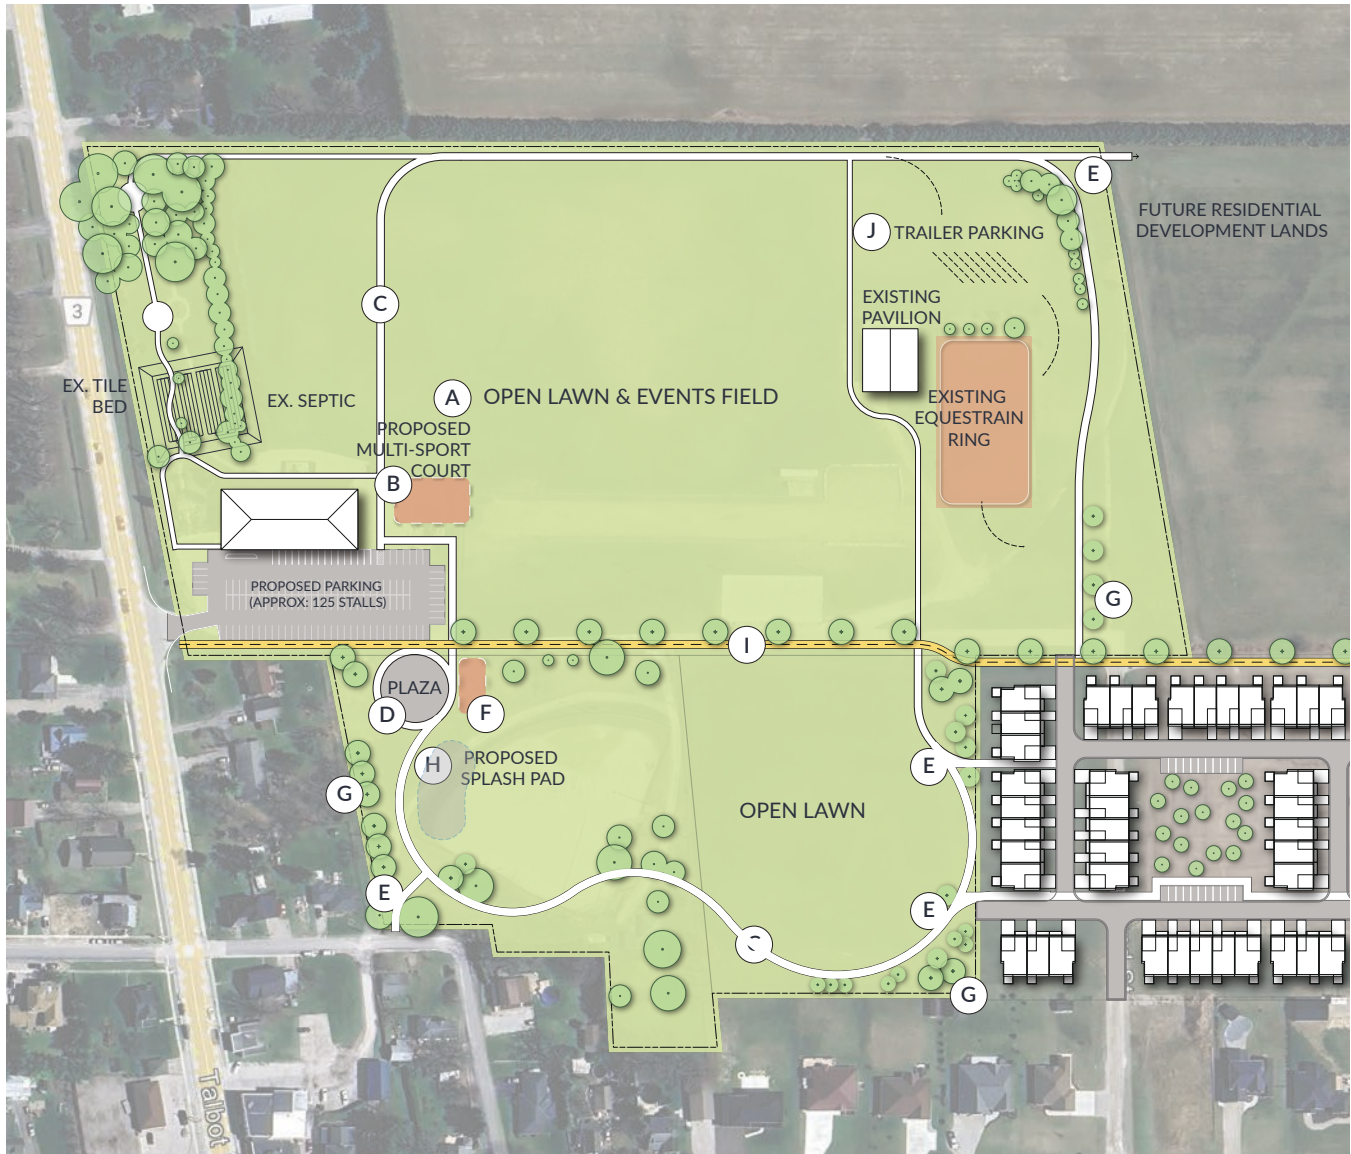 E
FUTURE RESIDENTIAL
DEVELOPMENT LANDS
J
TRAILER PARKING
C
EXISTING
PAVILION
3
EX. TILE
BED
EX. SEPTIC
A
OPEN LAWN & EVENTS FIELD
EXISTING
EQUESTRAIN
RING
PROPOSED
MULTI-SPORT
COURT
B
PROPOSED PARKING
(APPROX: 125 STALLS)
G
I
PLAZA
D
F
H
PROPOSED
SPLASH PAD
E
G
OPEN LAWN
E
E
G
Talbot